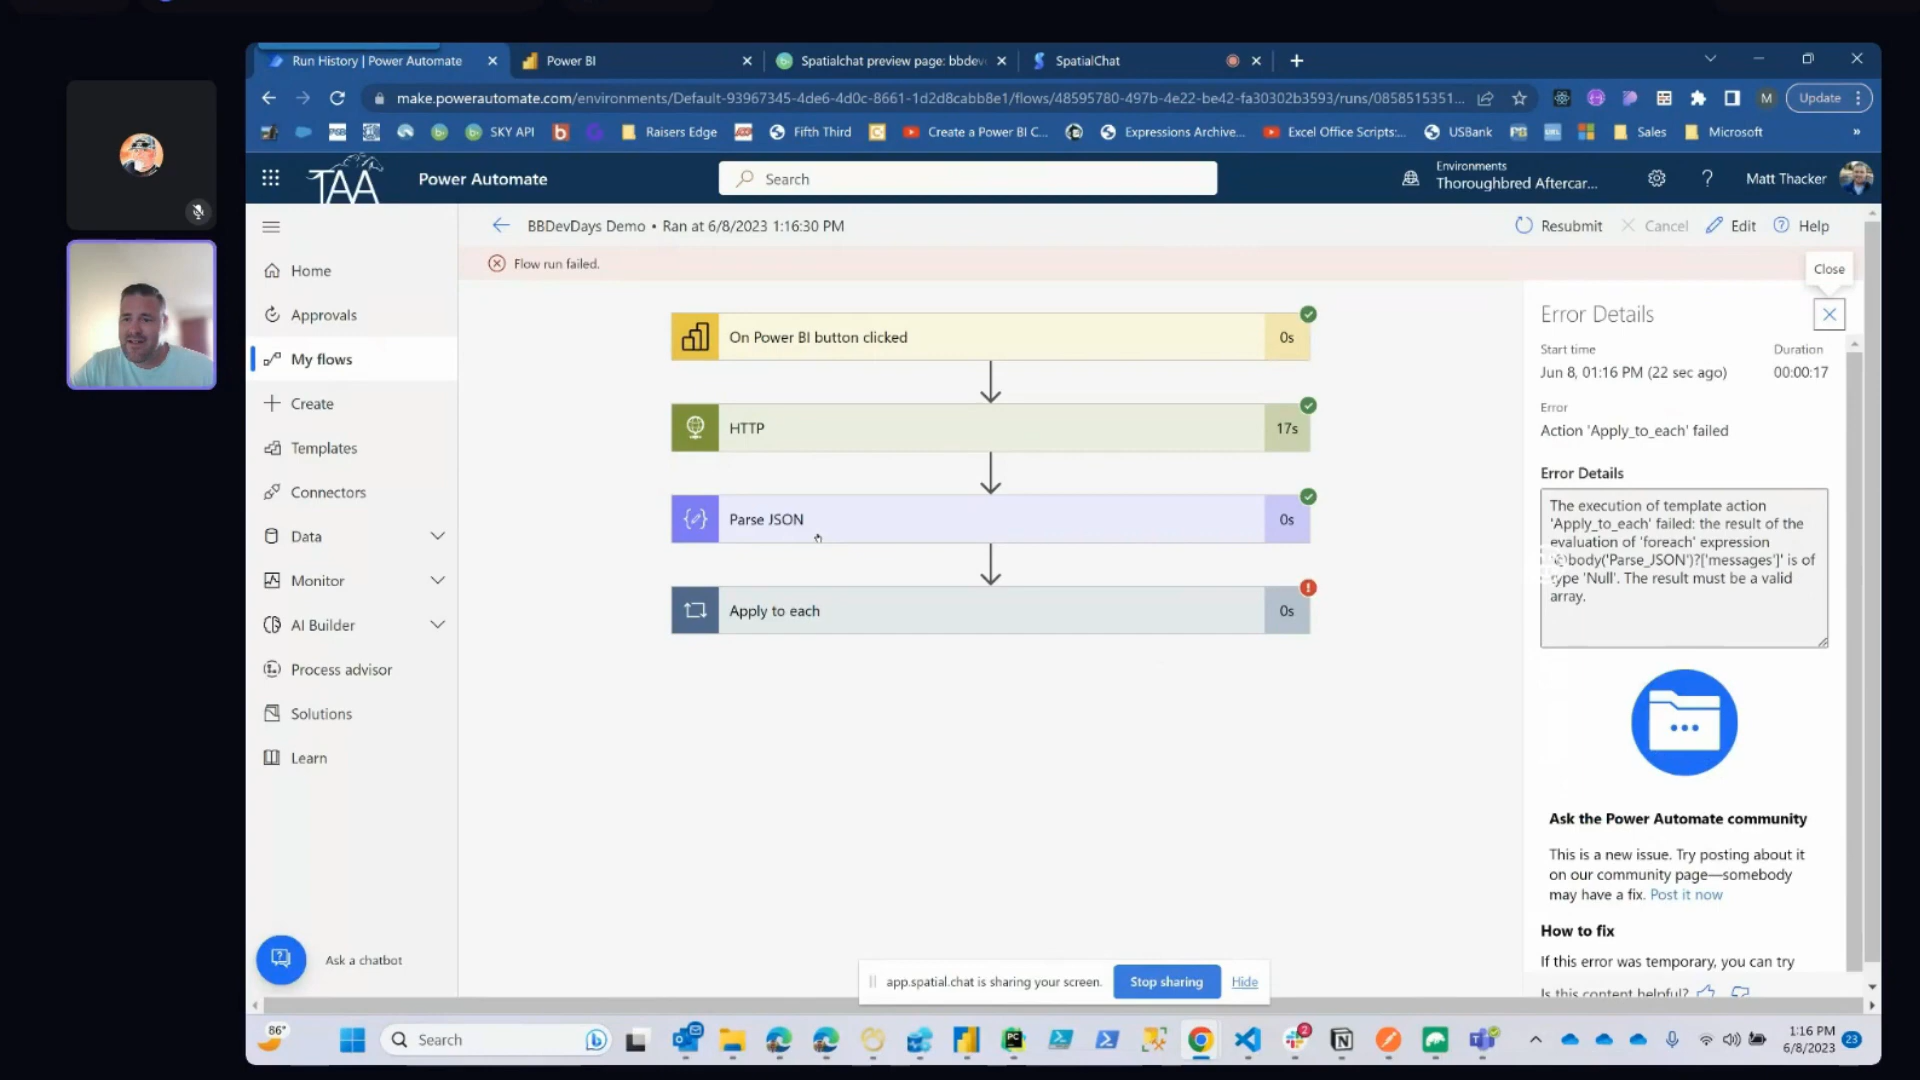 Run History | Power Automate
Power BI
Spatialchat preview page: bbdev
SpatialChat
make.powerautomate.com/environments/Default-93967345-4de6-4d0c-8661-1d2d8cabb8e1/flows/48595780-497b-4e22-be42-fa30302b3593/runs/0858515351...
M
Update
SKY API
Raisers Edge
Fifth Third
Create a Power BI C...
Expressions Archive...
Excel Office Scripts:...
USBank
Sales
Microsoft
»
TAA
Power Automate
Search
Environments
Thoroughbred Aftercar...
?
Matt Thacker
BBDevDays Demo • Ran at 6/8/2023 1:16:30 PM
Resubmit
Cancel
Edit
Help
Flow run failed.
Close
Home
Approvals
My flows
Create
Templates
Connectors
Data
Monitor
AI Builder
Process advisor
Solutions
Learn
Ask a chatbot
On Power BI button clicked
0s
HTTP
17s
Parse JSON
0s
Apply to each
0s
Error Details
Start time
Duration
Jun 8, 01:16 PM (22 sec ago)
00:00:17
Error
Action 'Apply_to_each' failed
Error Details
The execution of template action
'Apply_to_each' failed: the result of the
evaluation of 'foreach' expression
body('Parse_JSON')?['messages']' is of
type 'Null'. The result must be a valid
array.
Ask the Power Automate community
This is a new issue. Try posting about it
on our community page—somebody
may have a fix. Post it now
How to fix
If this error was temporary, you can try
Is this content helpful?
app.spatial.chat is sharing your screen.
Stop sharing
Hide
86°
Search
2
1:16 PM
6/8/2023
23